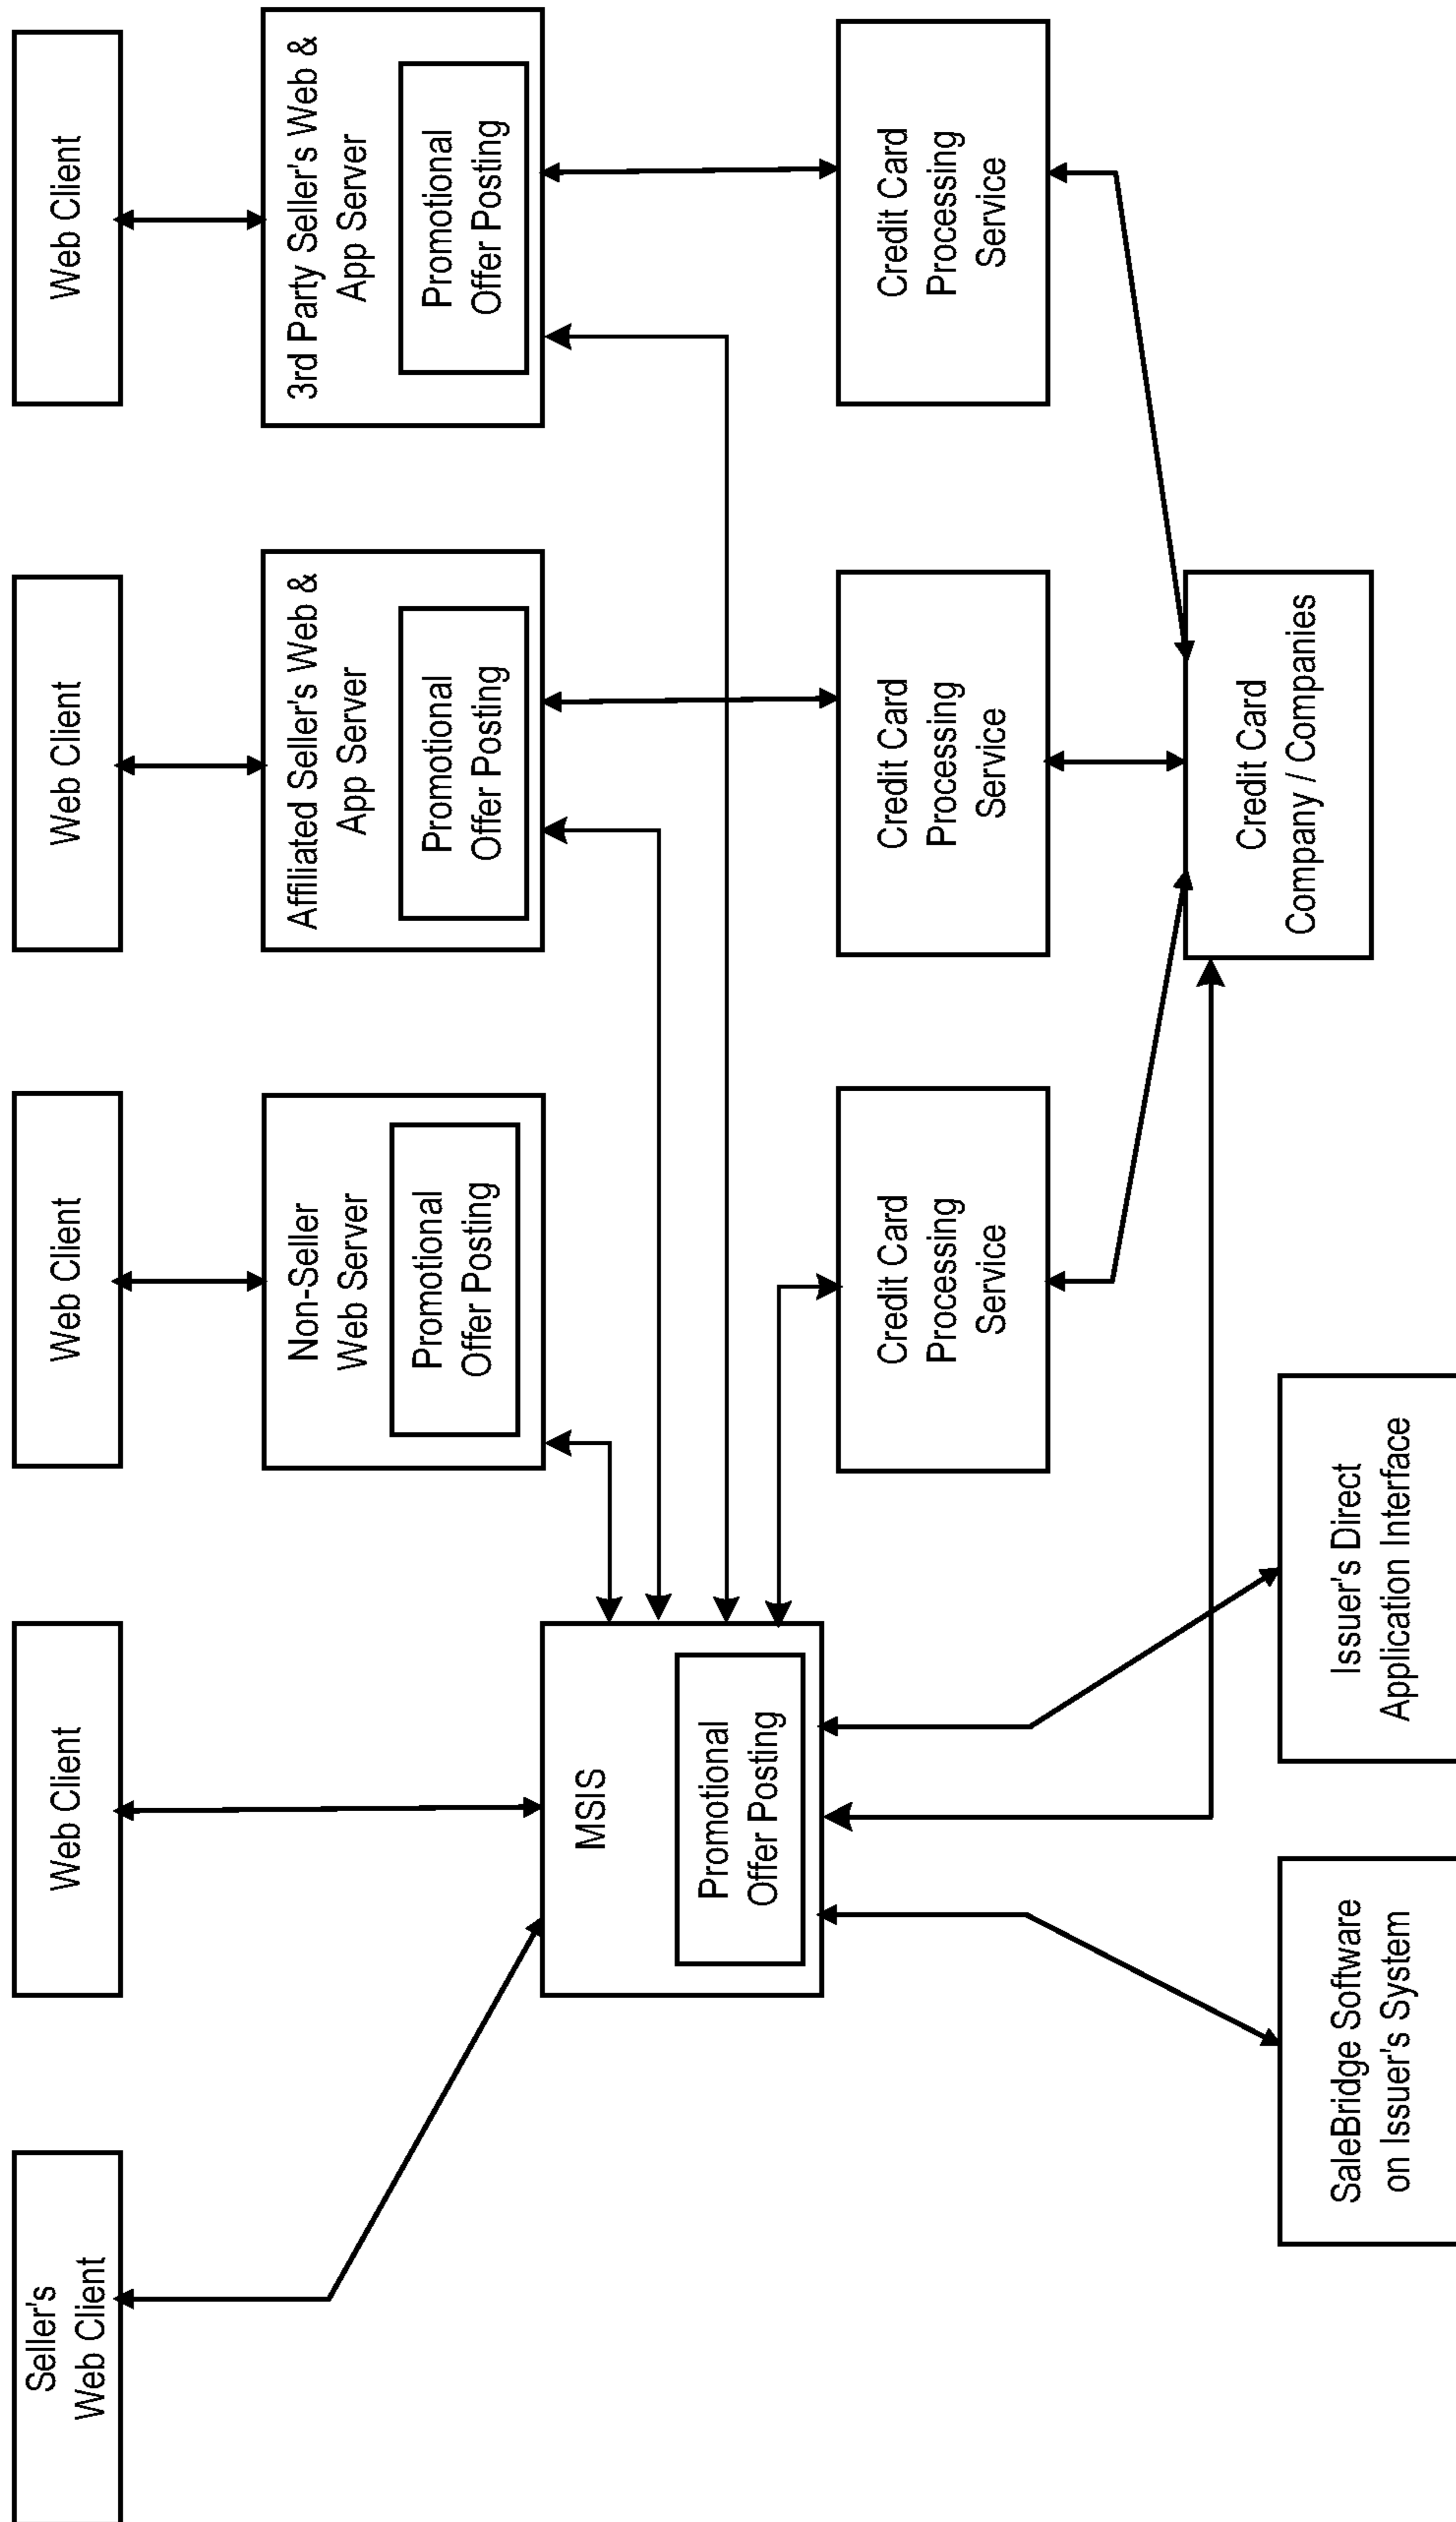 Seller's
Web Client
Web Client
Web Client
Web Client
Web Client
Non-Seller
Web Server
Promotional
Offer Posting
Affiliated Seller's Web &
App Server
Promotional
Offer Posting
3rd Party Seller's Web &
App Server
Promotional
Offer Posting
MSIS
Promotional
Offer Posting
Credit Card
Processing
Service
Credit Card
Processing
Service
Credit Card
Processing
Service
Credit Card
Company / Companies
SaleBridge Software
on Issuer's System
Issuer's Direct
Application Interface